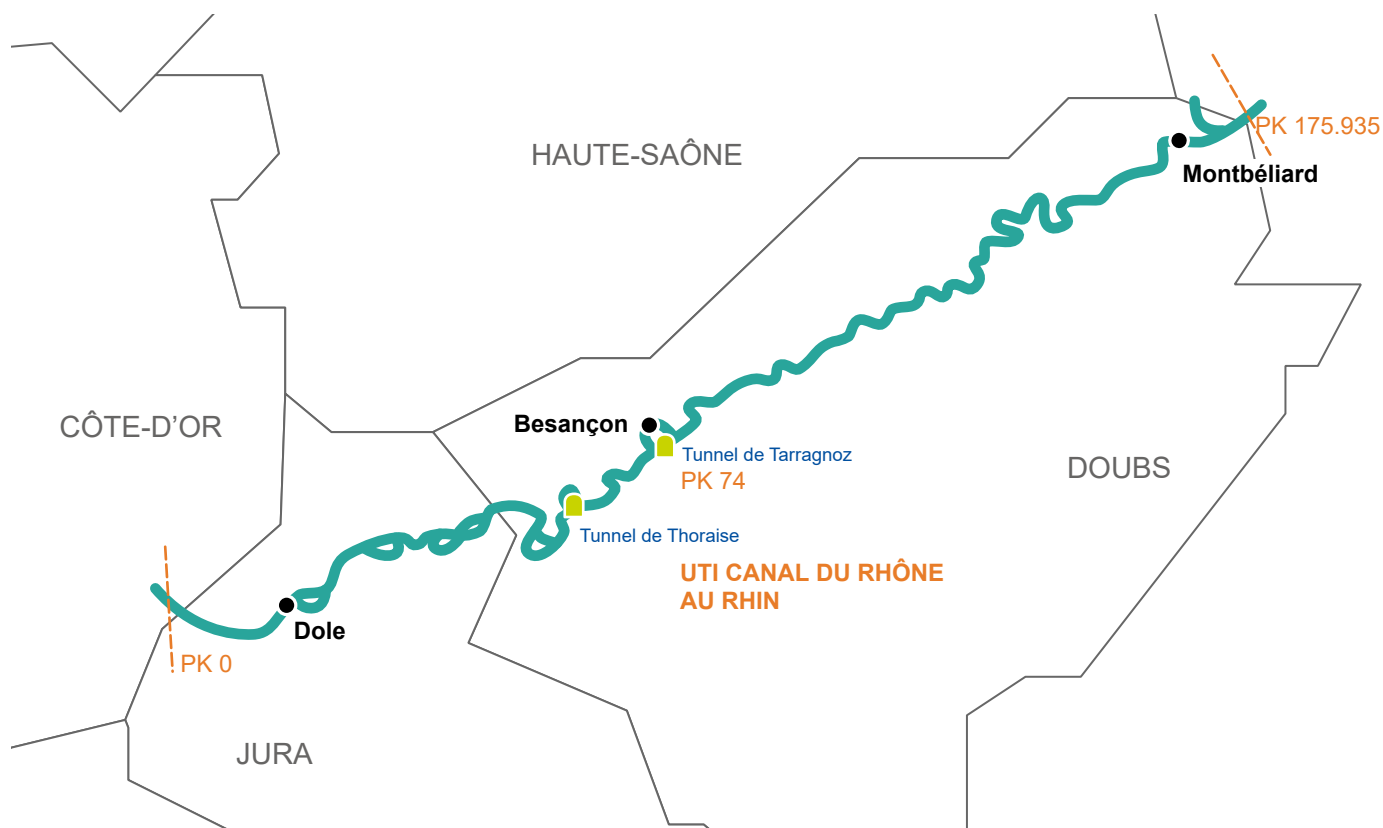 HAUTE-SAÔNE
PK 175.935
Montbéliard
CÔTE-D'OR
Besançon
Tunnel de Tarragnoz
PK 74
DOUBS
Tunnel de Thoraise
UTI CANAL DU RHÔNE
AU RHIN
Dole
PK 0
JURA